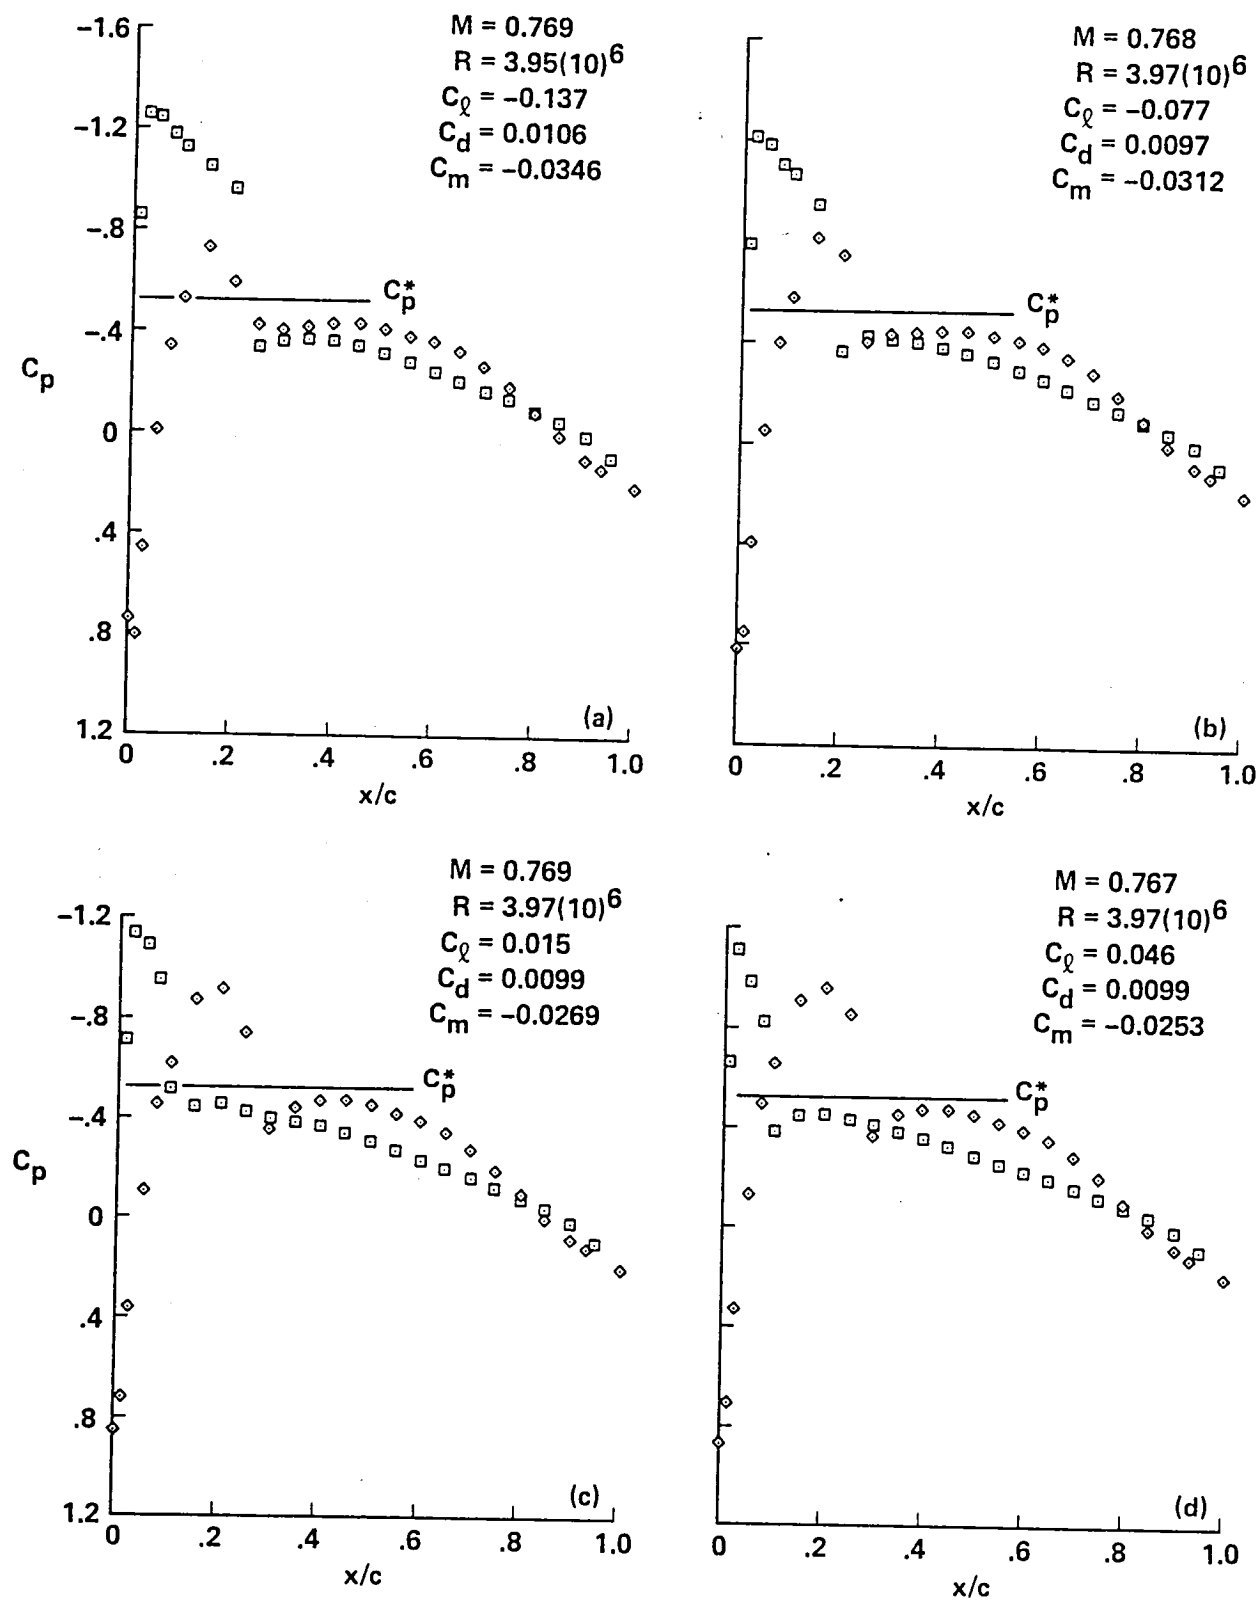 M = 0.769
R = 3.95(10)6
Cℓ = −0.137
Cd = 0.0106
Cm = −0.0346
−1.6
−1.2
−.8
−.4
0
.4
.8
1.2
Cp
C*p
(a)
0 .2 .4 .6 .8 1.0
x/c
M = 0.768
R = 3.97(10)6
Cℓ = −0.077
Cd = 0.0097
Cm = −0.0312
C*p
(b)
0 .2 .4 .6 .8 1.0
x/c
M = 0.769
R = 3.97(10)6
Cℓ = 0.015
Cd = 0.0099
Cm = −0.0269
−1.2
−.8
−.4
0
.4
.8
1.2
Cp
C*p
(c)
0 .2 .4 .6 .8 1.0
x/c
M = 0.767
R = 3.97(10)6
Cℓ = 0.046
Cd = 0.0099
Cm = −0.0253
C*p
(d)
0 .2 .4 .6 .8 1.0
x/c